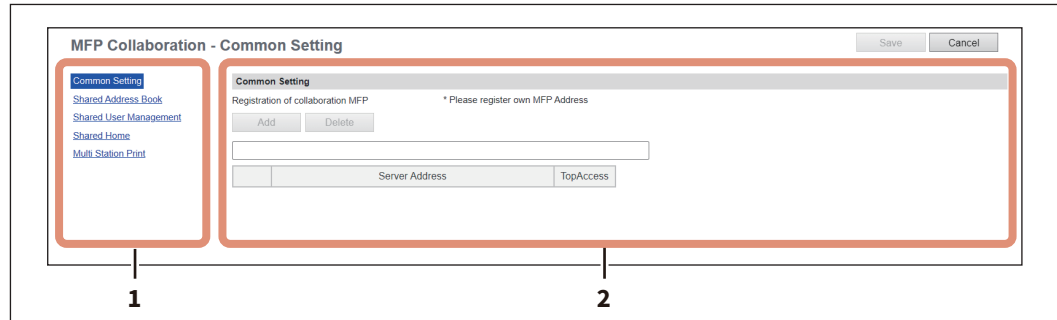 MFP Collaboration - Common Setting
Save
Cancel
Common Setting
Shared Address Book
Shared User Management
Shared Home
Multi Station Print
Common Setting
Registration of collaboration MFP
* Please register own MFP Address
Add
Delete
Server Address
TopAccess
1
2